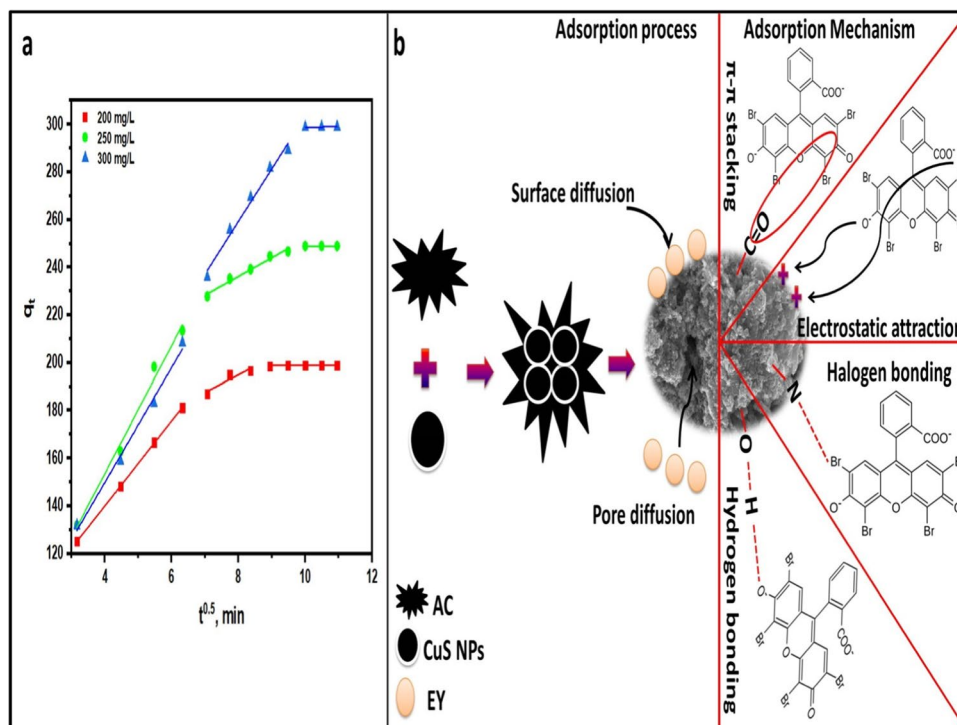 a
200 mg/L
250 mg/L
300 mg/L
300
280
260
240
220
200
180
160
140
120
qt
4
6
8
10
12
t^0.5, min
b
Adsorption process
Surface diffusion
Pore diffusion
AC
CuS NPs
EY
Adsorption Mechanism
π-π stacking
COO⁻
Br
Br
⁻O
O
O
Br
Br
C=O
COO⁻
Br
O⁻
O
Br
Br
Electrostatic attraction
Halogen bonding
N
COO⁻
Br
O⁻
O
O
Br
Br
Hydrogen bonding
O
H
O
Br
Br
COO⁻
O
Br
Br
O